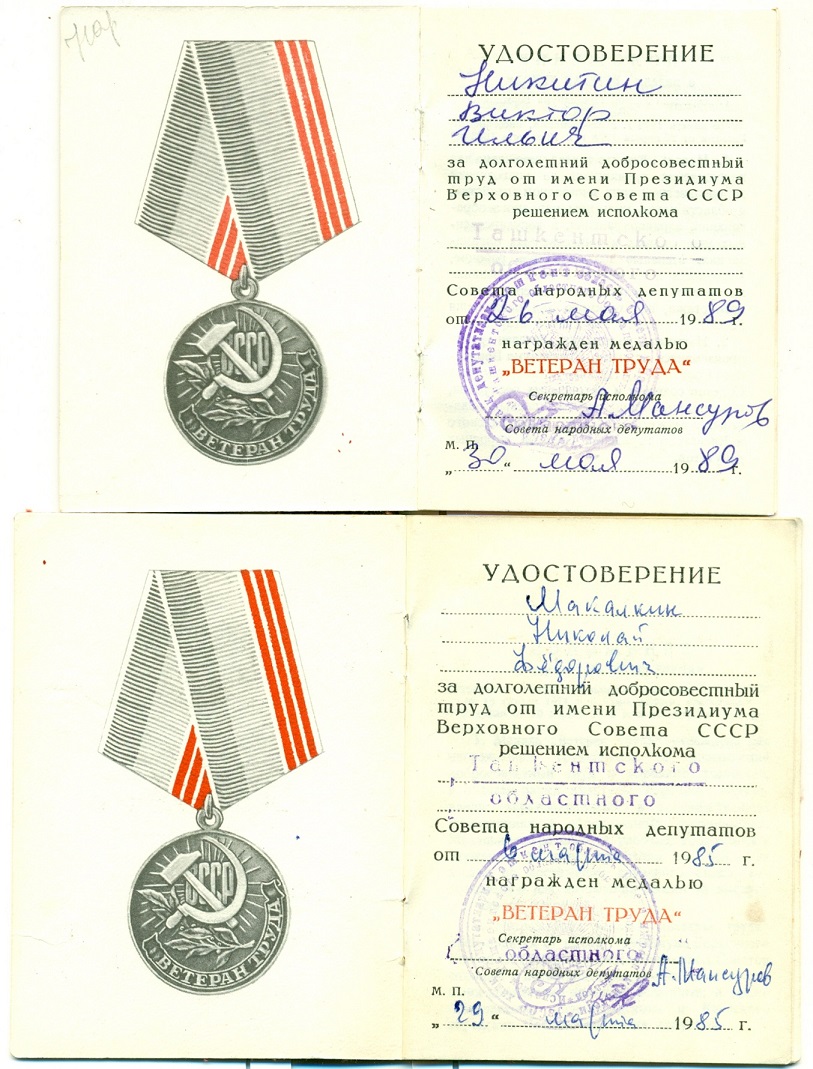 СССР
ВЕТЕРАН ТРУДА
УДОСТОВЕРЕНИЕ
Никитин
Виктор
Ильич
за долголетний добросовестный
труд от имени Президиума
Верховного Совета СССР
решением исполкома
Ташкентского
областного
Совета народных депутатов
от 26 мая 1989 г.
награжден медалью
„ВЕТЕРАН ТРУДА“
Секретарь исполкома
А.Мансуров
Совета народных депутатов
М. П.
„30“ мая 1989 г.
СССР
ВЕТЕРАН ТРУДА
УДОСТОВЕРЕНИЕ
Макалкин
Николай
Фёдорович
за долголетний добросовестный
труд от имени Президиума
Верховного Совета СССР
решением исполкома
Ташкентского
областного
Совета народных депутатов
от 6 марта 1985 г.
награжден медалью
„ВЕТЕРАН ТРУДА“
Секретарь исполкома
областного
Совета народных депутатов А.Мансуров
М. П.
„29“ марта 1985 г.